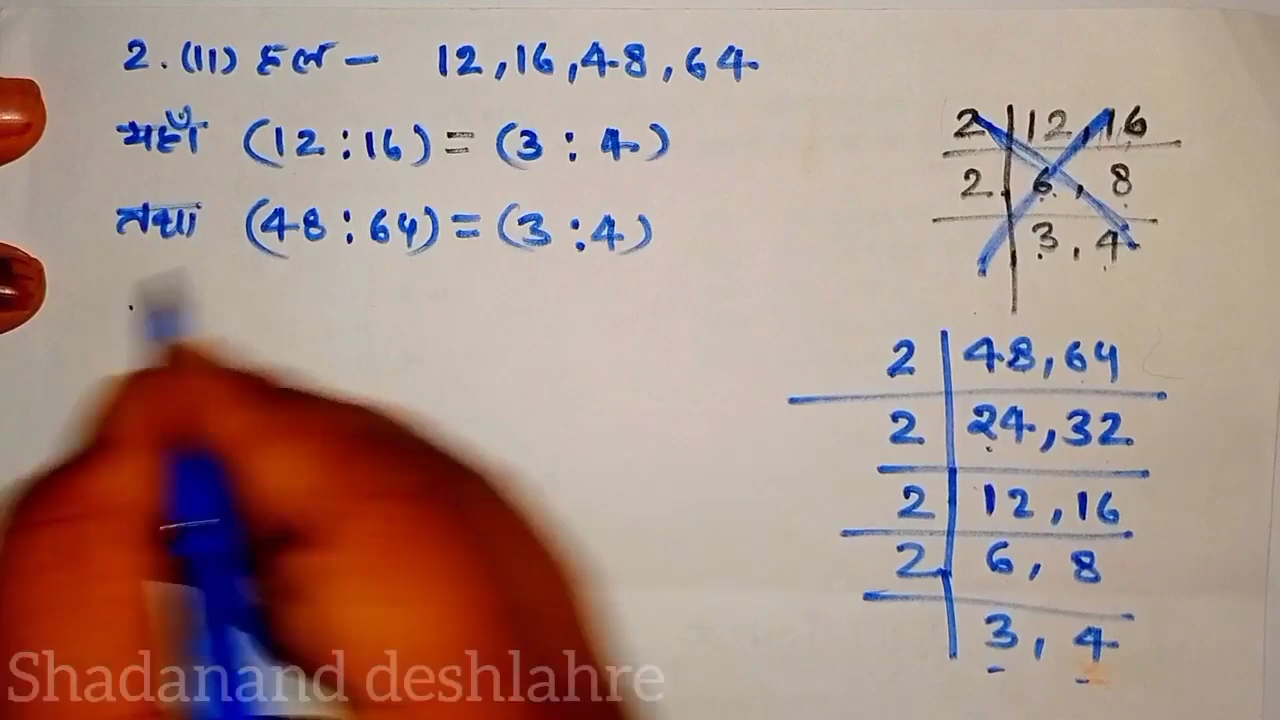 2. (11) हल - 12, 16, 48, 64.
यहाँ (12 : 16) = (3 : 4)
तथा (48 : 64) = (3 : 4)
2 | 12, 16
2 | 6, 8
3, 4
2 | 48, 64
2 | 24, 32
2 | 12, 16
2 | 6, 8
3, 4
Shadanand deshlahre